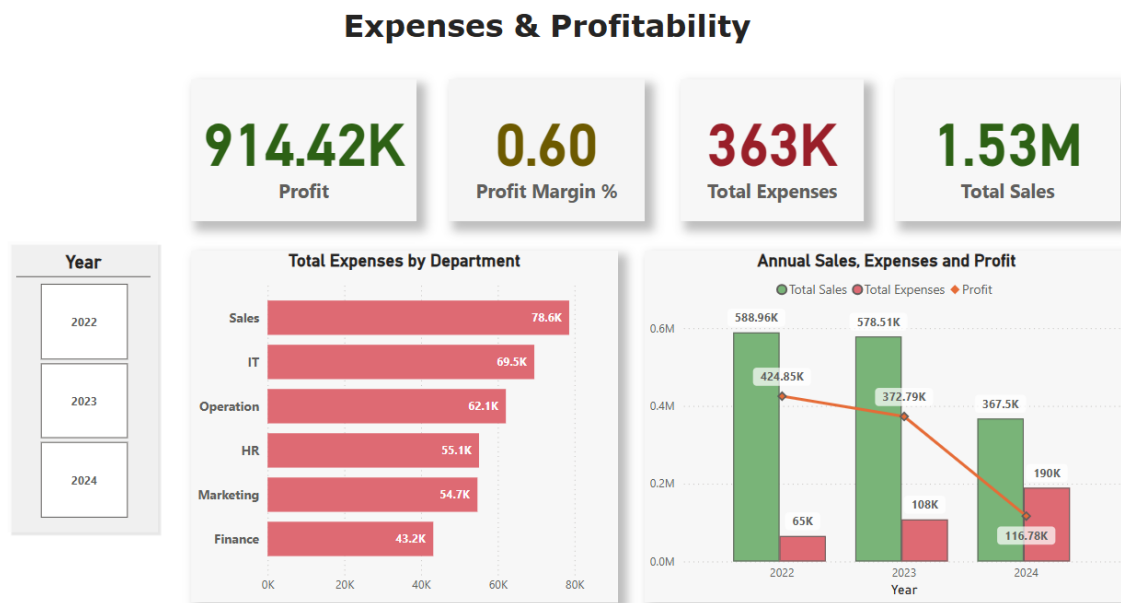 Expenses & Profitability
914.42K
Profit
0.60
Profit Margin %
363K
Total Expenses
1.53M
Total Sales
Year
2022
2023
2024
Total Expenses by Department
Sales
78.6K
IT
69.5K
Operation
62.1K
HR
55.1K
Marketing
54.7K
Finance
43.2K
0K 20K 40K 60K 80K
Annual Sales, Expenses and Profit
Total Sales Total Expenses Profit
0.6M
0.4M
0.2M
0.0M
588.96K
578.51K
424.85K
372.79K
367.5K
190K
65K
108K
116.78K
2022 2023 2024
Year